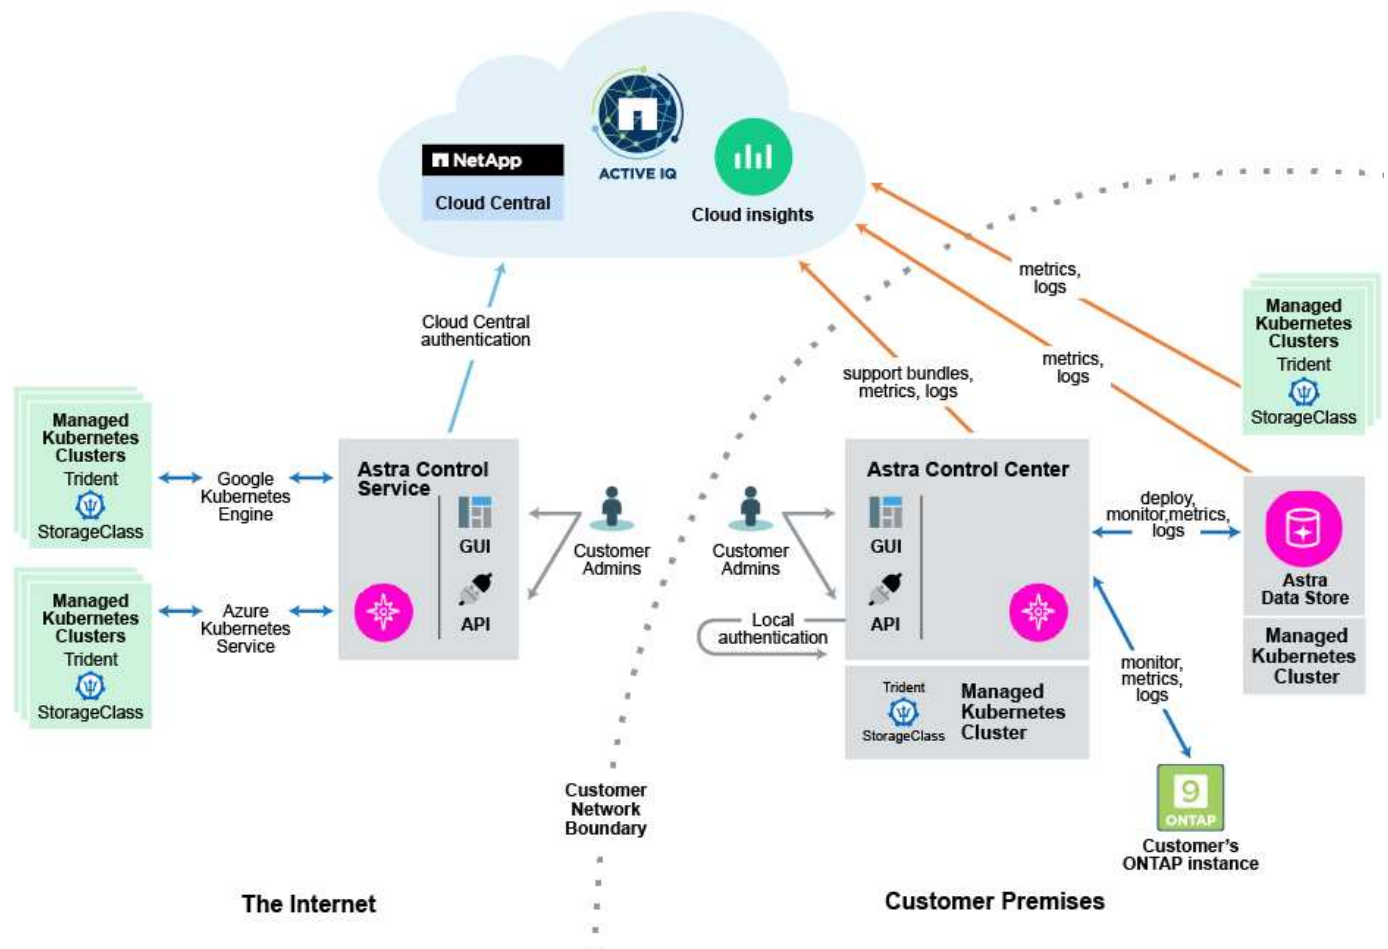 ACTIVE IQ
NetApp
Cloud Central
Cloud insights
Cloud Central
authentication
metrics,
logs
metrics,
logs
support bundles,
metrics, logs
Managed
Kubernetes
Clusters
Trident
StorageClass
Managed
Kubernetes
Clusters
Trident
StorageClass
Google
Kubernetes
Engine
Managed
Kubernetes
Clusters
Trident
StorageClass
Azure
Kubernetes
Service
Astra Control
Service
GUI
API
Customer
Admins
Customer
Admins
Local
authentication
Astra Control Center
GUI
API
Trident
StorageClass
Managed
Kubernetes
Cluster
deploy,
monitor,metrics,
logs
Astra
Data Store
Managed
Kubernetes
Cluster
monitor,
metrics,
logs
9
ONTAP
Customer's
ONTAP instance
Customer
Network
Boundary
The Internet
Customer Premises